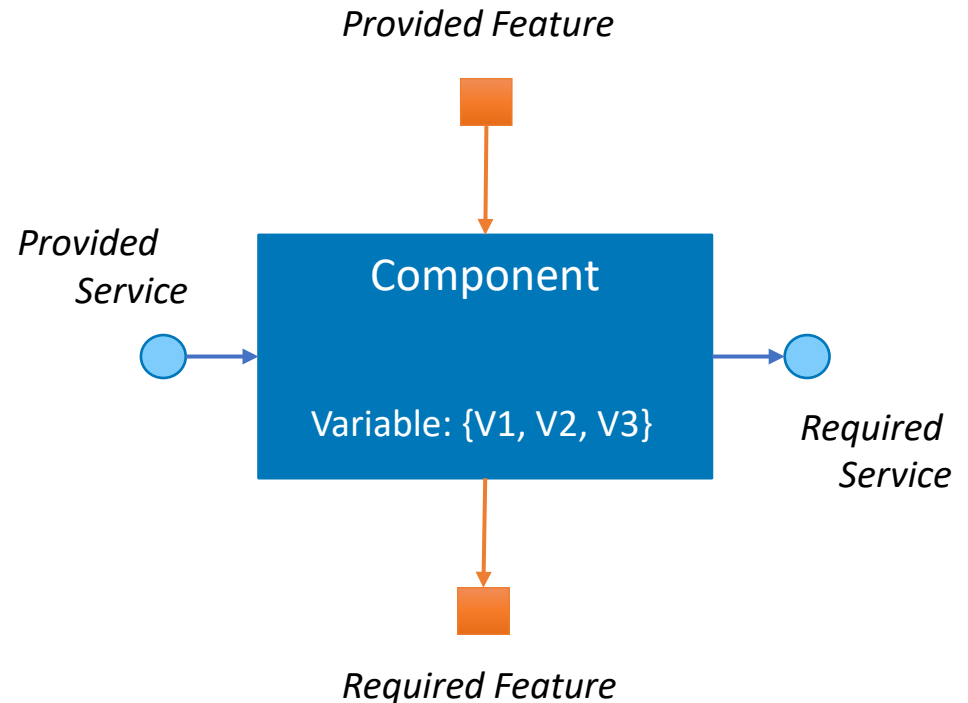 Provided Feature
Provided
Service
Component
Variable: {V1, V2, V3}
Required
Service
Required Feature